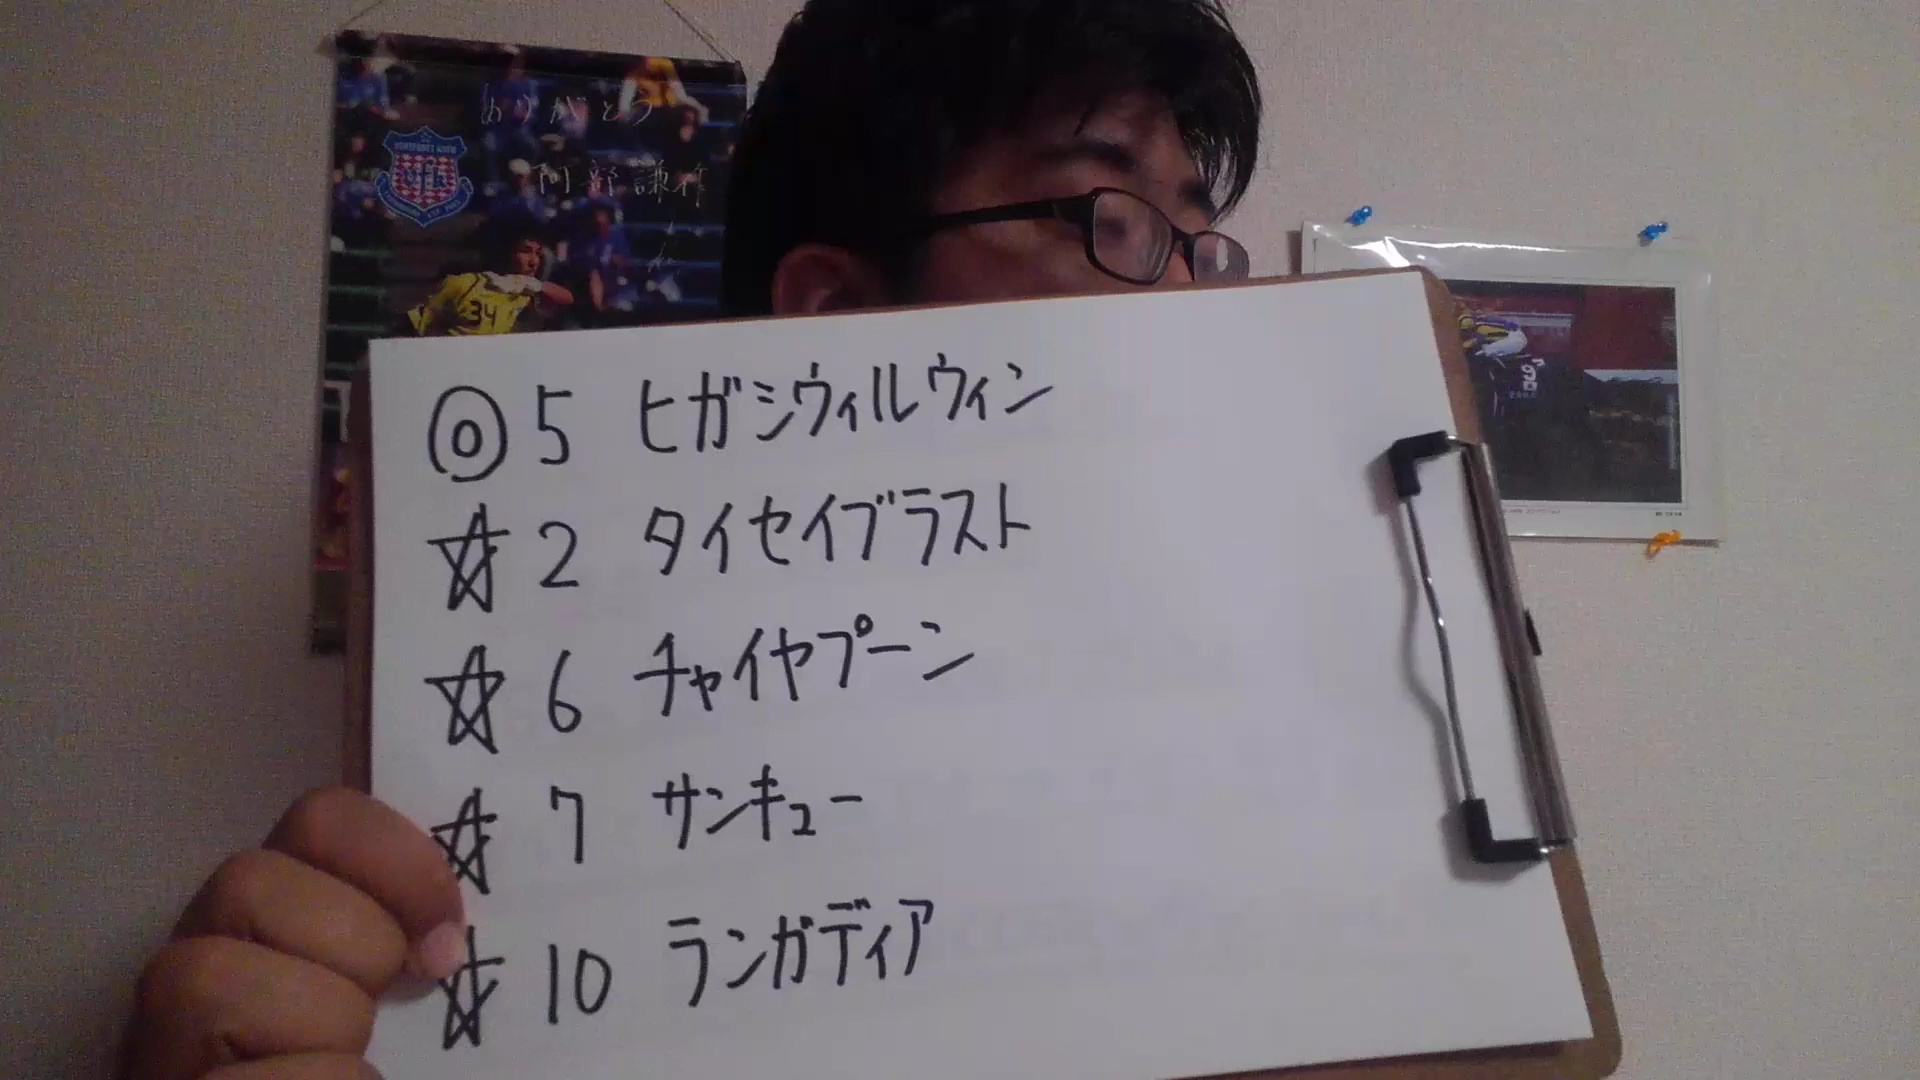 ありがとう
阿部謙作
34
◎ 5 ヒガシウィルウィン
☆ 2 タイセイブラスト
☆ 6 チャイヤプーン
☆ 7 サンキュー
☆ 10 ランガディア